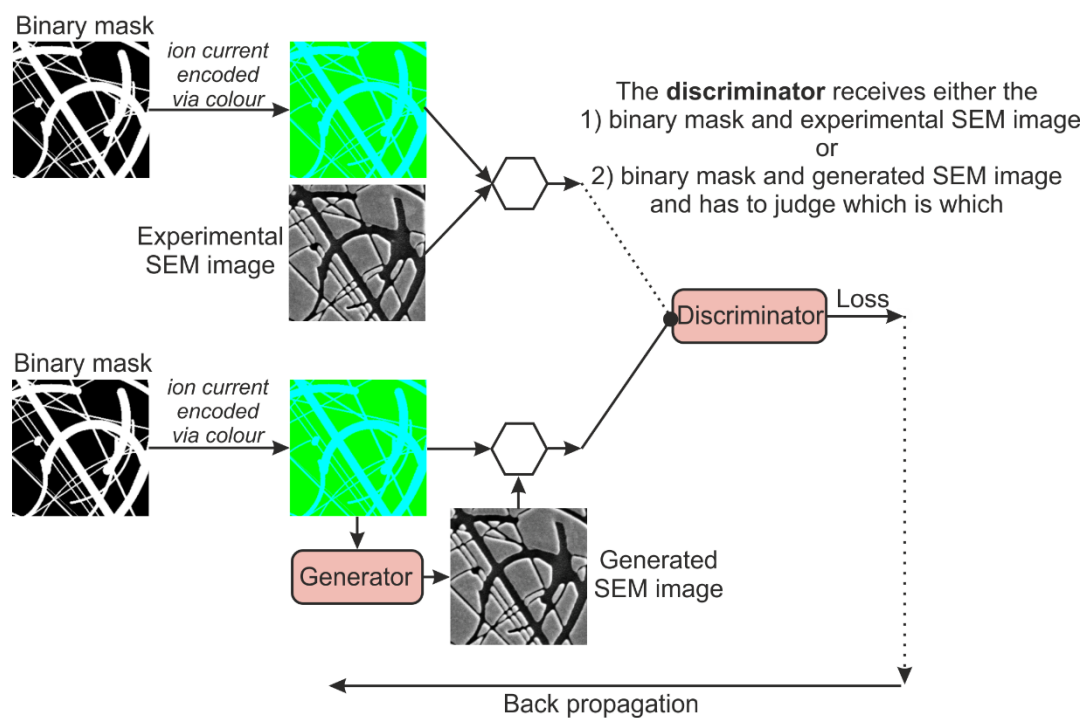 Binary mask
ion current
encoded
via colour
The discriminator receives either the
1) binary mask and experimental SEM image
or
2) binary mask and generated SEM image
and has to judge which is which
Experimental
SEM image
Discriminator
Loss
Binary mask
ion current
encoded
via colour
Generator
Generated
SEM image
Back propagation